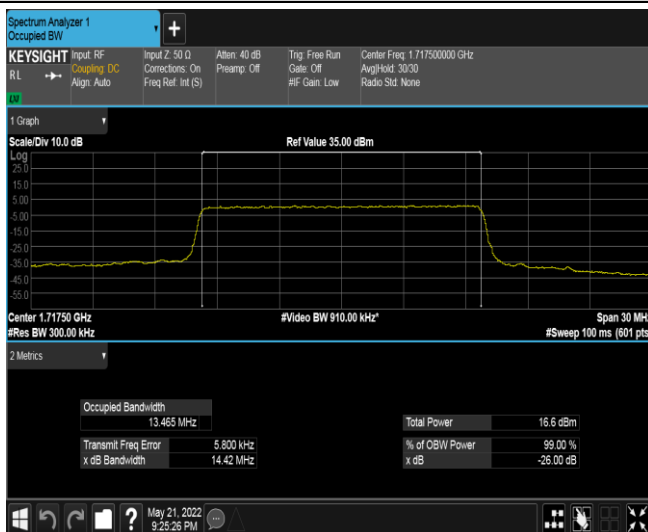 Spectrum Analyzer 1
Occupied BW
+
KEYSIGHT Input: RF Input Z: 50 Ω Atten: 40 dB Trig: Free Run Center Freq: 1.717500000 GHz
RL Coupling: DC Corrections: On Preamp: Off Gate: Off Avg|Hold: 30/30
Align: Auto Freq Ref: Int (S) #IF Gain: Low Radio Std: None
1 Graph
Scale/Div 10.0 dB Ref Value 35.00 dBm
Log
25.0
15.0
5.00
-5.00
-15.0
-25.0
-35.0
-45.0
-55.0
Center 1.71750 GHz #Video BW 910.00 kHz* Span 30 MHz
#Res BW 300.00 kHz #Sweep 100 ms (601 pts
2 Metrics
Occupied Bandwidth
13.465 MHz Total Power 16.6 dBm
Transmit Freq Error 5.800 kHz % of OBW Power 99.00 %
x dB Bandwidth 14.42 MHz x dB -26.00 dB
? May 21, 2022
9:25:26 PM